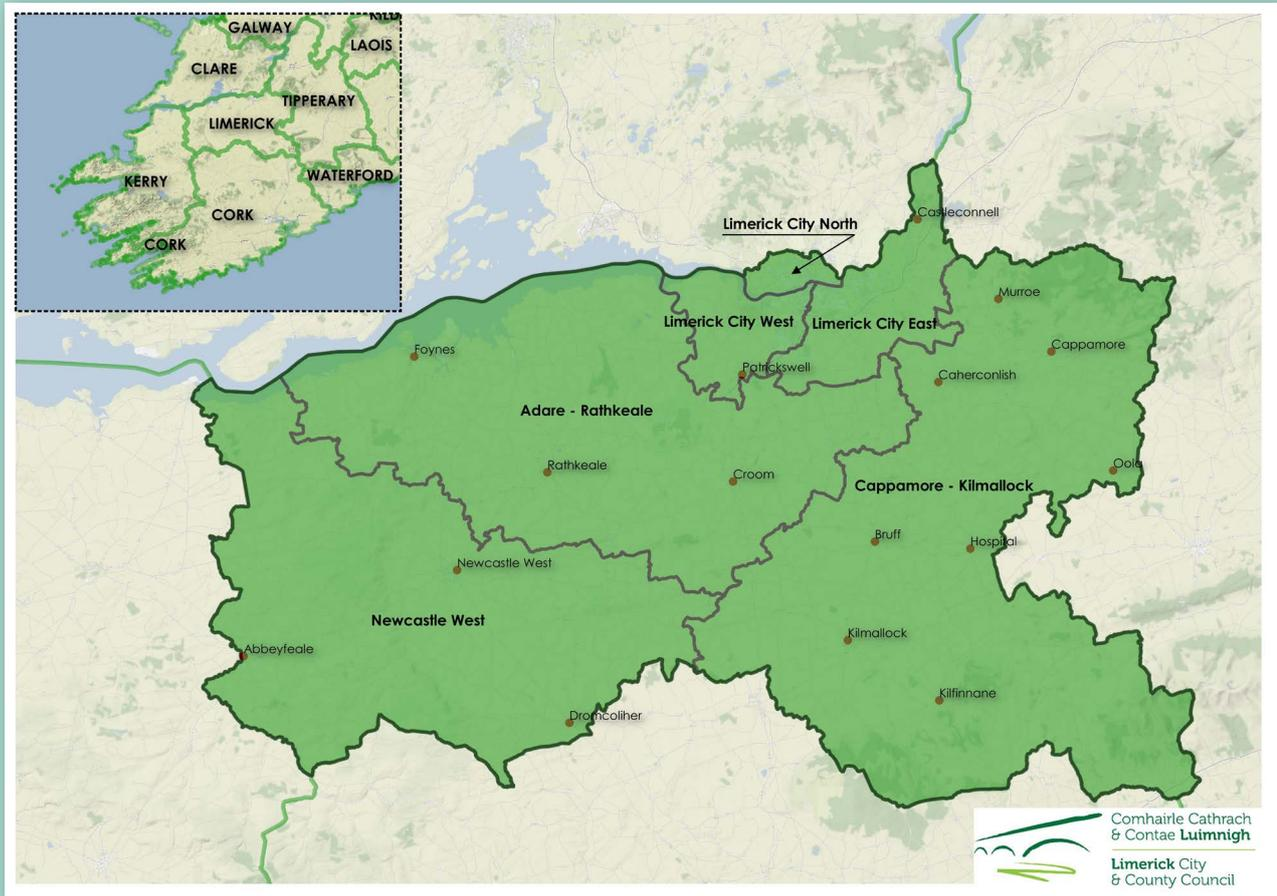 GALWAY
KILD
LAOIS
CLARE
TIPPERARY
LIMERICK
KERRY
WATERFORD
CORK
CORK
Castleconnell
Limerick City North
Murroe
Limerick City West
Limerick City East
Foynes
Cappamore
Patrickswell
Caherconlish
Adare - Rathkeale
Rathkeale
Croom
Oola
Cappamore - Kilmallock
Bruff
Hospital
Newcastle West
Newcastle West
Kilmallock
Abbeyfeale
Kilfinnane
Dromcoliher
Comhairle Cathrach
& Contae Luimnigh
Limerick City
& County Council